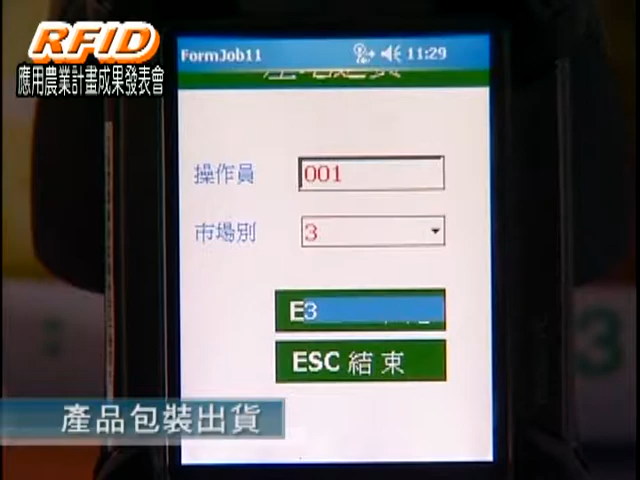 RFID
應用農業計畫成果發表會
FormJob11
11:29
操作員
001
市場別
3
E3
ESC 結束
產品包裝出貨
3